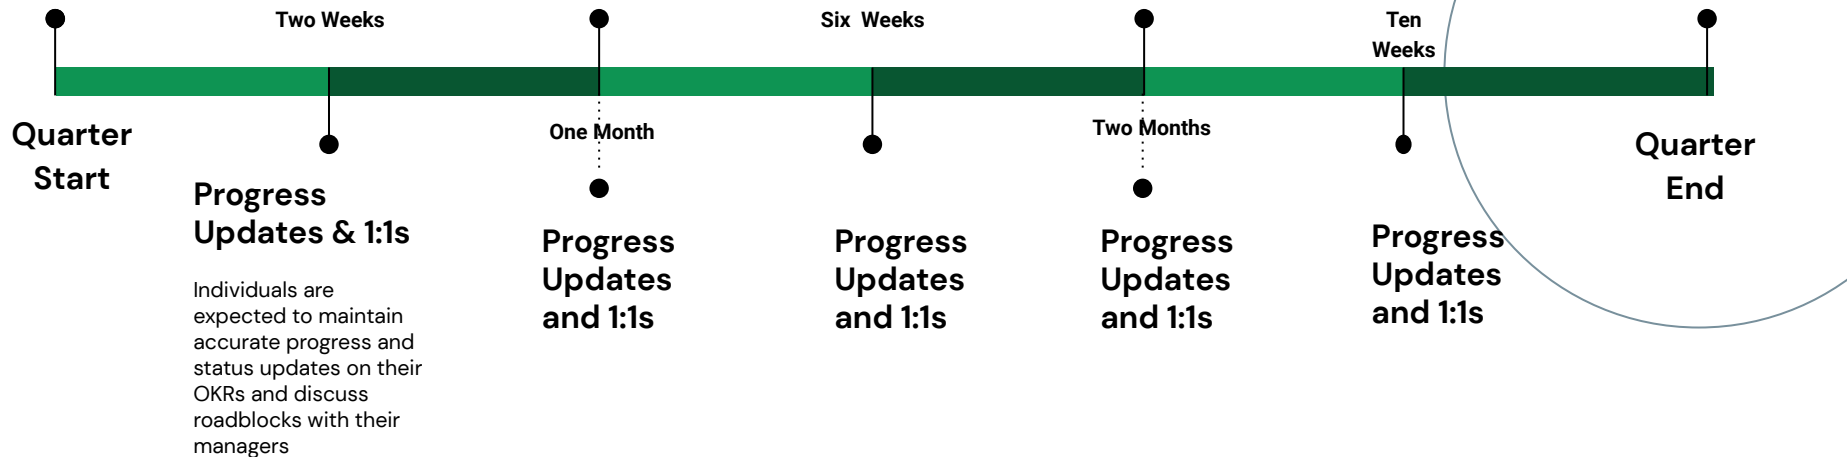 Two Weeks
Six  Weeks
Ten
Weeks
Quarter
Start
One Month
Two Months
Quarter
End
Progress
Updates & 1:1s
Individuals are
expected to maintain
accurate progress and
status updates on their
OKRs and discuss
roadblocks with their
managers
Progress
Updates
and 1:1s
Progress
Updates
and 1:1s
Progress
Updates
and 1:1s
Progress
Updates
and 1:1s